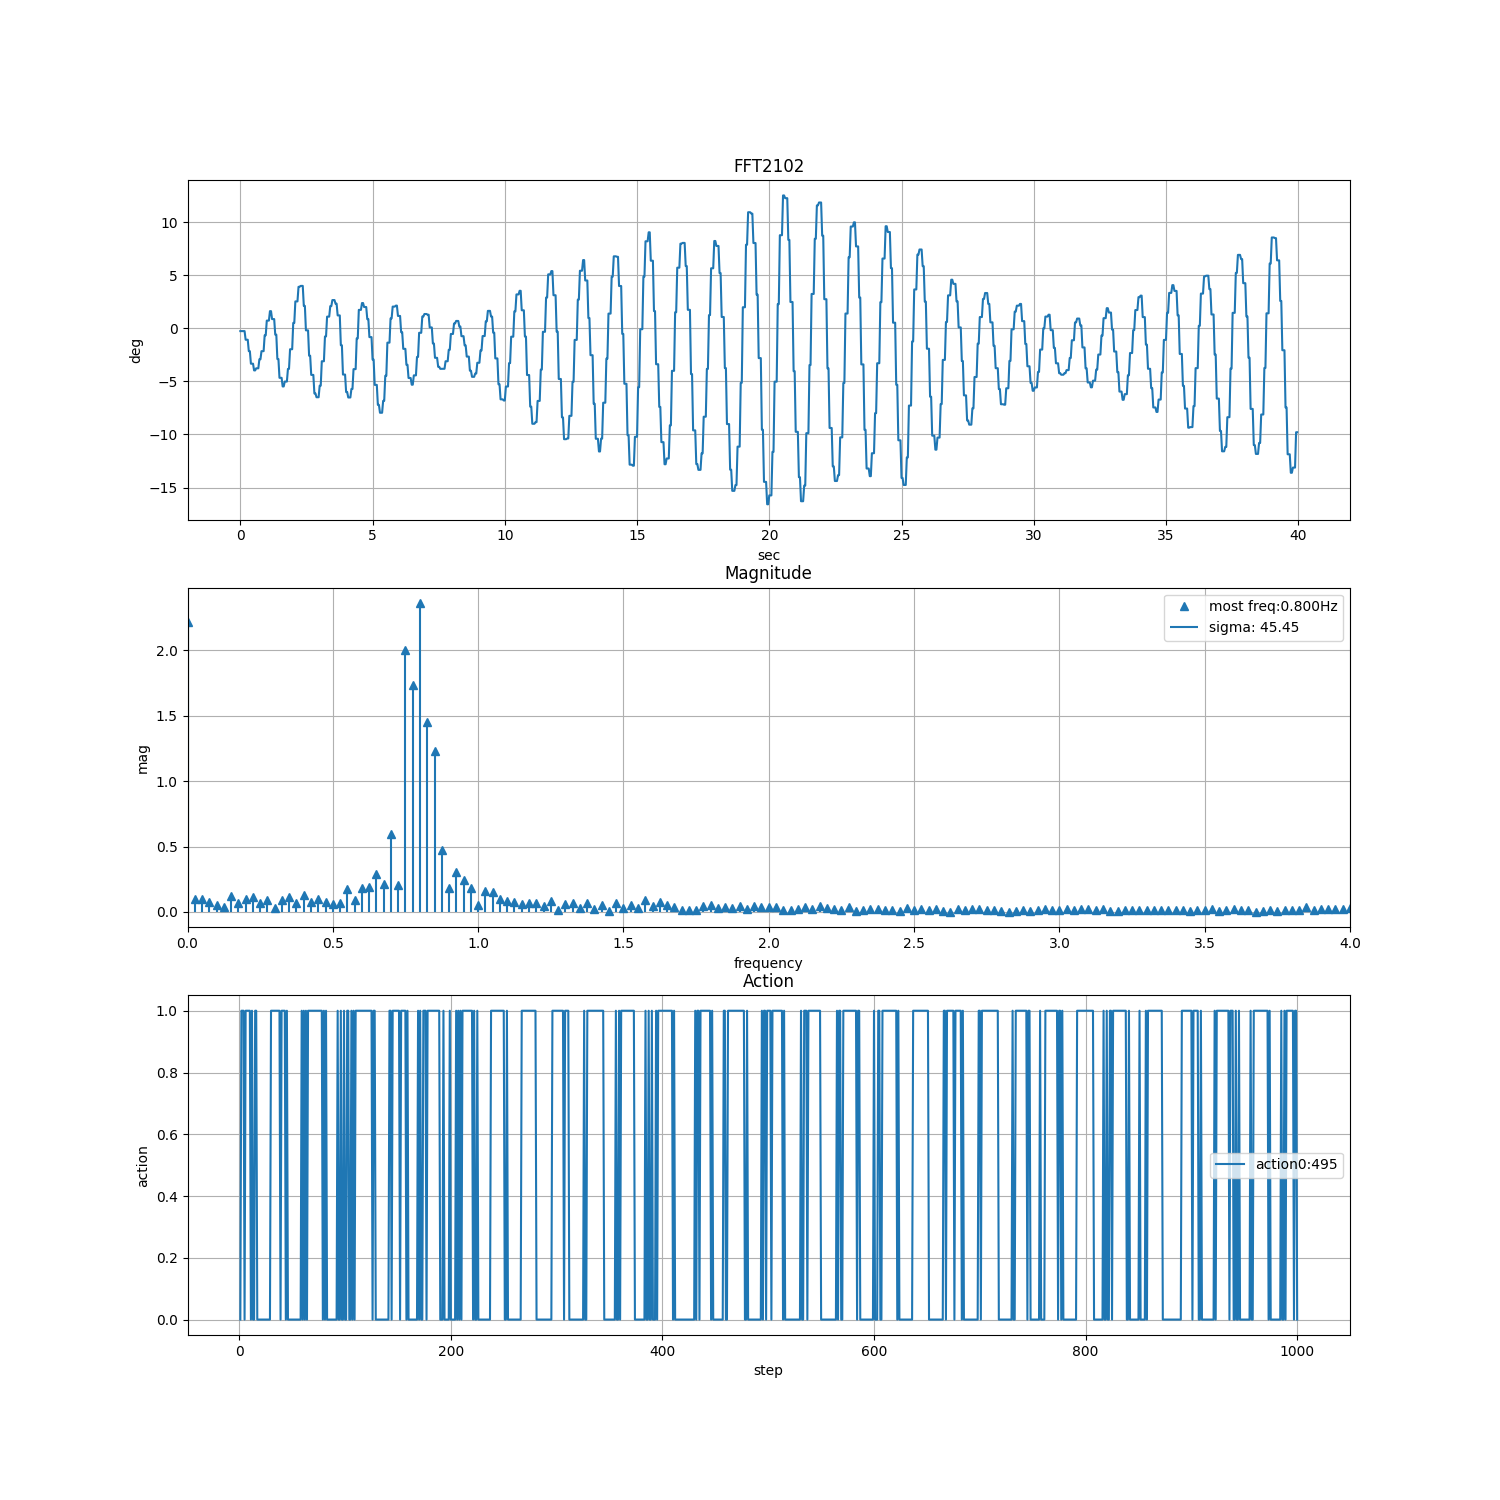 FFT2102
10
5
0
−5
−10
−15
deg
0 5 10 15 20 25 30 35 40
sec
Magnitude
most freq:0.800Hz
sigma: 45.45
2.0
1.5
1.0
0.5
0.0
mag
0.0 0.5 1.0 1.5 2.0 2.5 3.0 3.5 4.0
frequency
Action
1.0
0.8
0.6
0.4
0.2
0.0
action
action0:495
0 200 400 600 800 1000
step